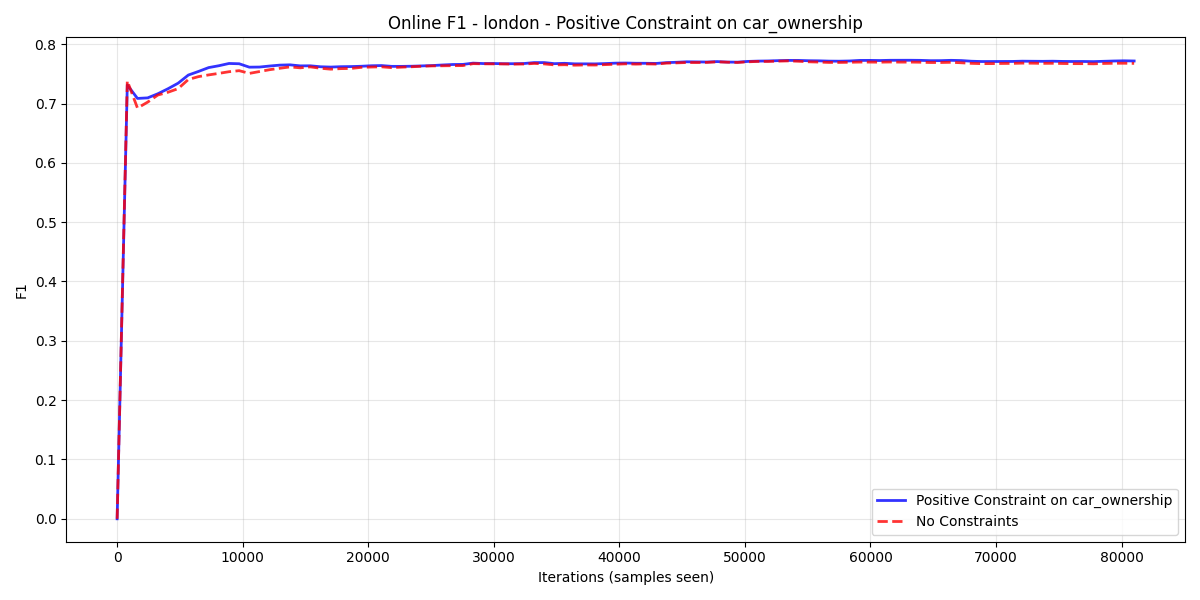 Online F1 - london - Positive Constraint on car_ownership
F1
0.8
0.7
0.6
0.5
0.4
0.3
0.2
0.1
0.0
0 10000 20000 30000 40000 50000 60000 70000 80000
Iterations (samples seen)
Positive Constraint on car_ownership
No Constraints